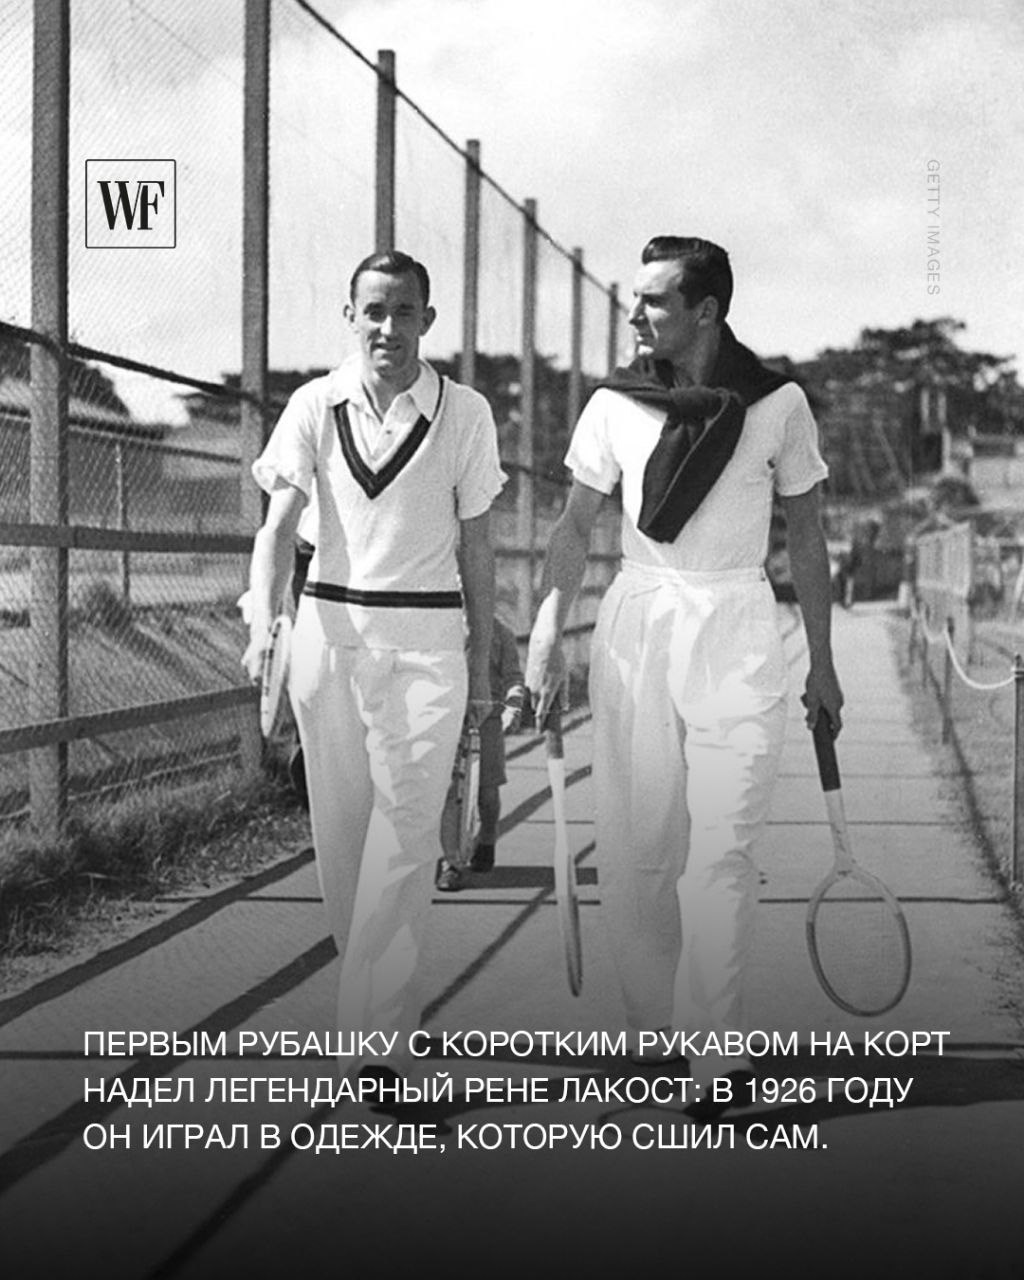 WF
GETTY IMAGES
ПЕРВЫМ РУБАШКУ С КОРОТКИМ РУКАВОМ НА КОРТ
НАДЕЛ ЛЕГЕНДАРНЫЙ РЕНЕ ЛАКОСТ: В 1926 ГОДУ
ОН ИГРАЛ В ОДЕЖДЕ, КОТОРУЮ СШИЛ САМ.